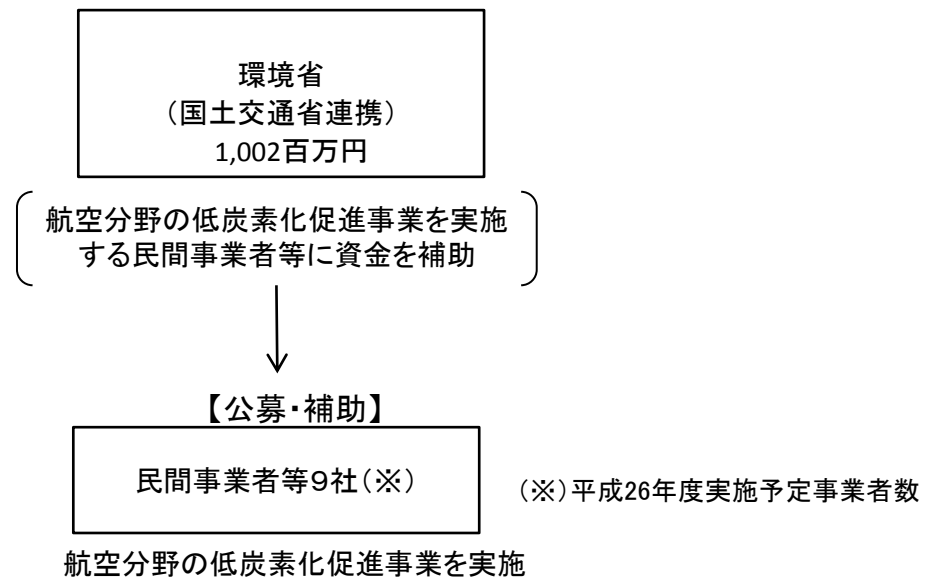 環境省
（国土交通省連携）
1,002百万円
航空分野の低炭素化促進事業を実施
する民間事業者等に資金を補助
【公募・補助】
民間事業者等９社（※）
（※）平成26年度実施予定事業者数
航空分野の低炭素化促進事業を実施